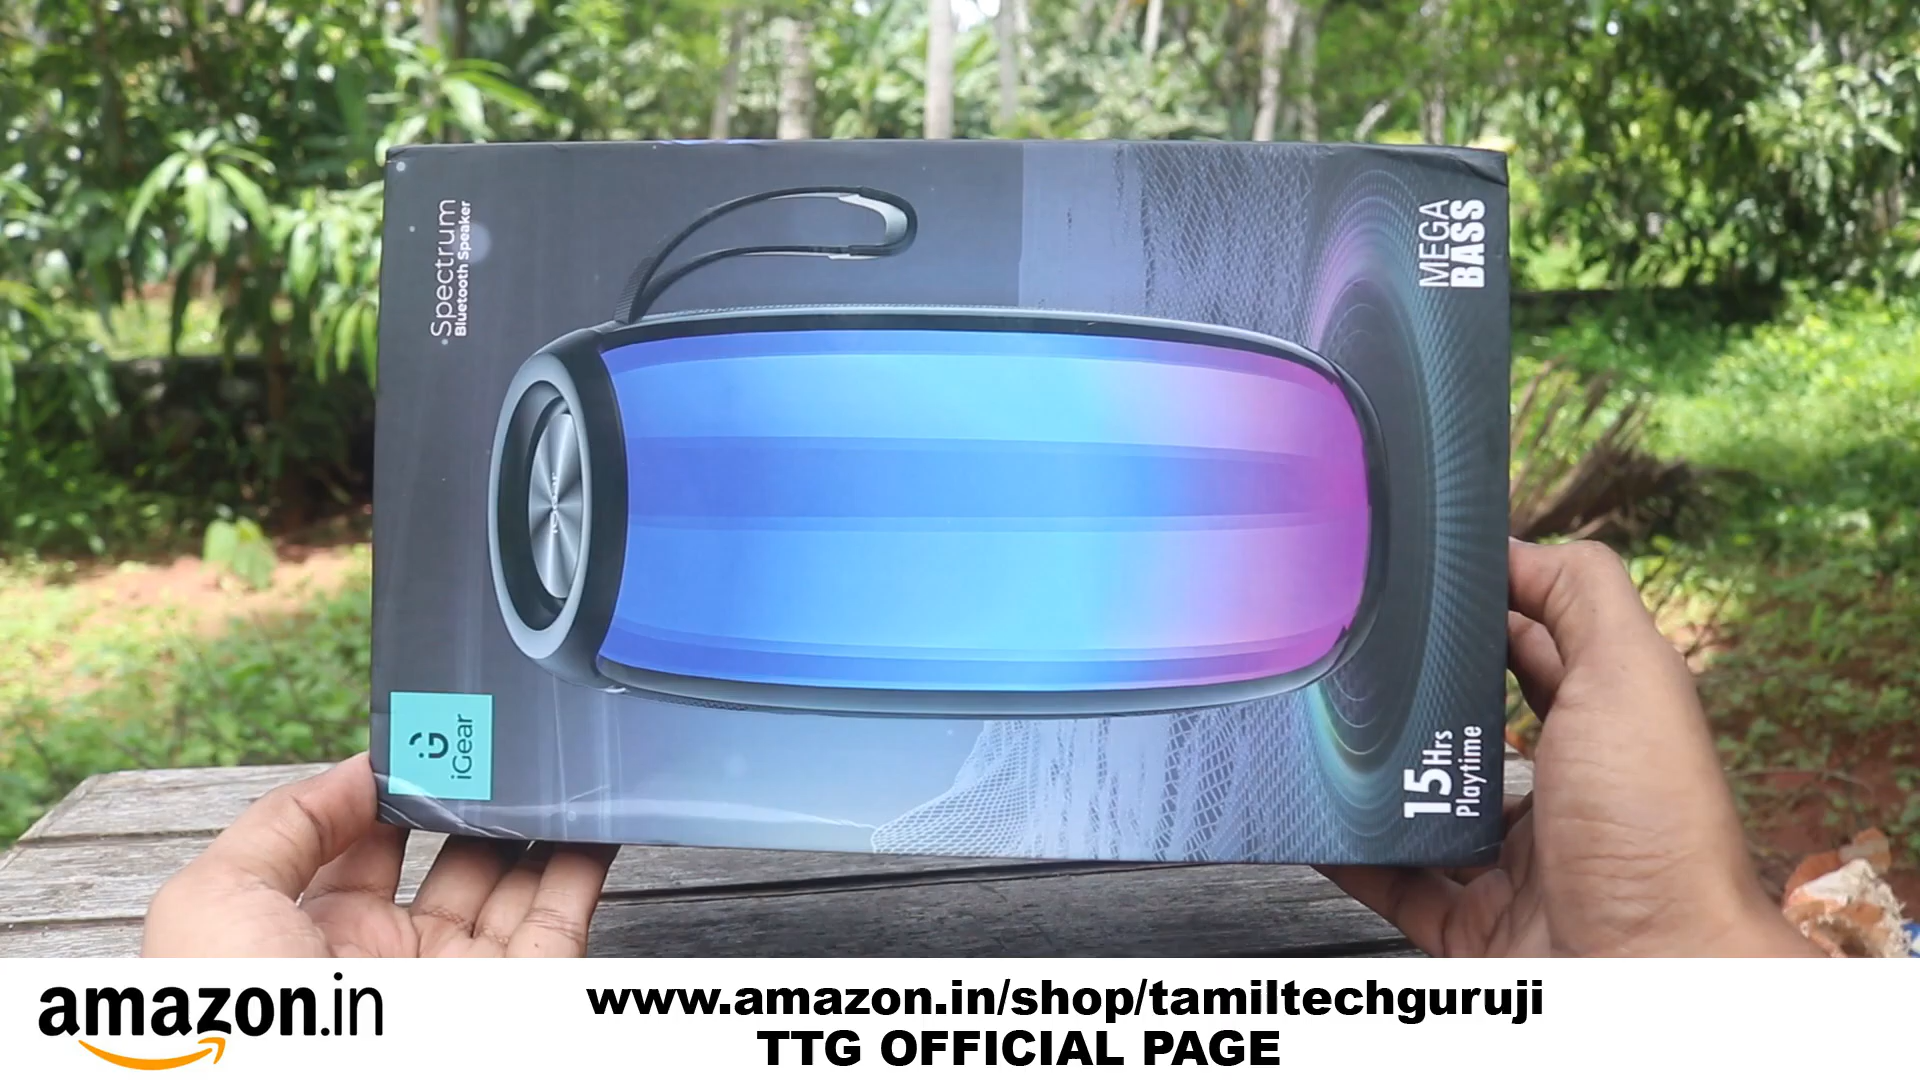 Spectrum
Bluetooth Speaker
MEGA
BASS
iGear
15Hrs
Playtime
amazon.in
www.amazon.in/shop/tamiltechguruji
TTG OFFICIAL PAGE